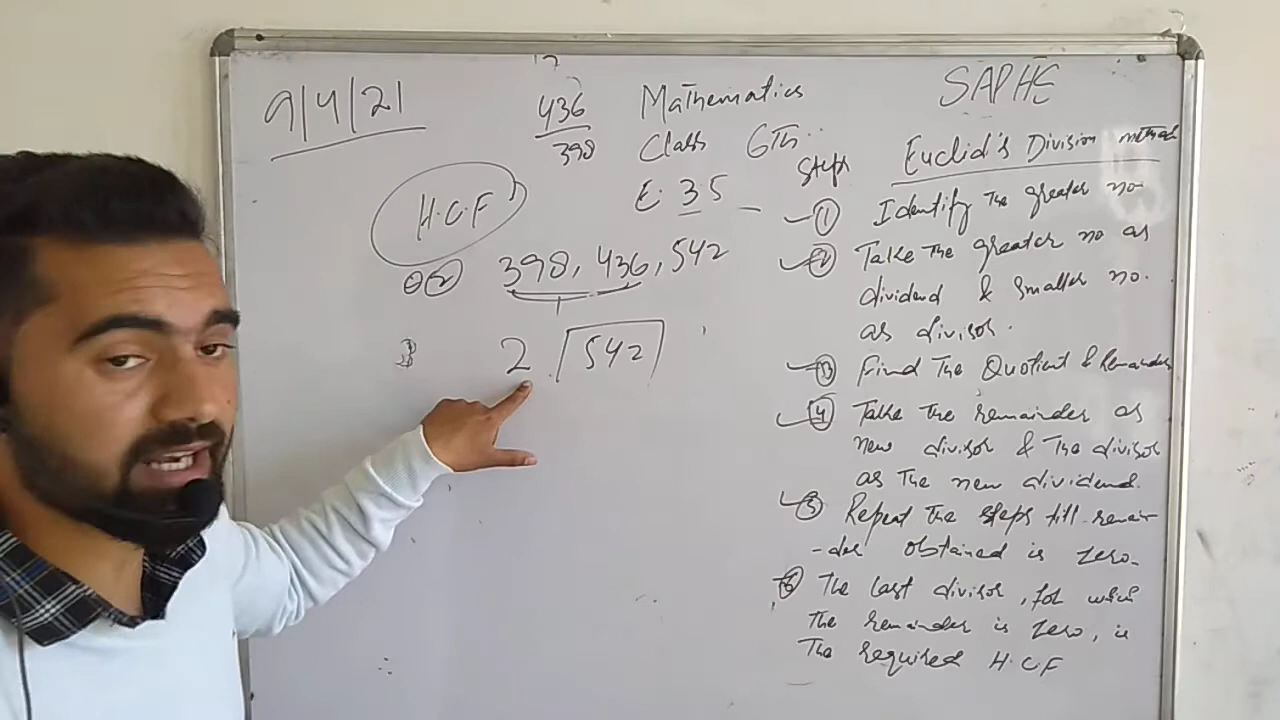 9/4/21
436
398
Mathematics
Class 6Th
E: 35
H.C.F
398, 436, 542
2 542
SAPHE
Euclid's Division method
Steps
1 Identify The greater no
2 Take The greater no as
dividend & smaller no.
as divisor.
3 Find The Quotient & Remainder
4 Take The remainder as
new divisor & The divisor
as The new dividend.
5 Repeat The steps till remain
-der obtained is zero.
6 The last divisor, for which
The remainder is zero, is
The required H.C.F